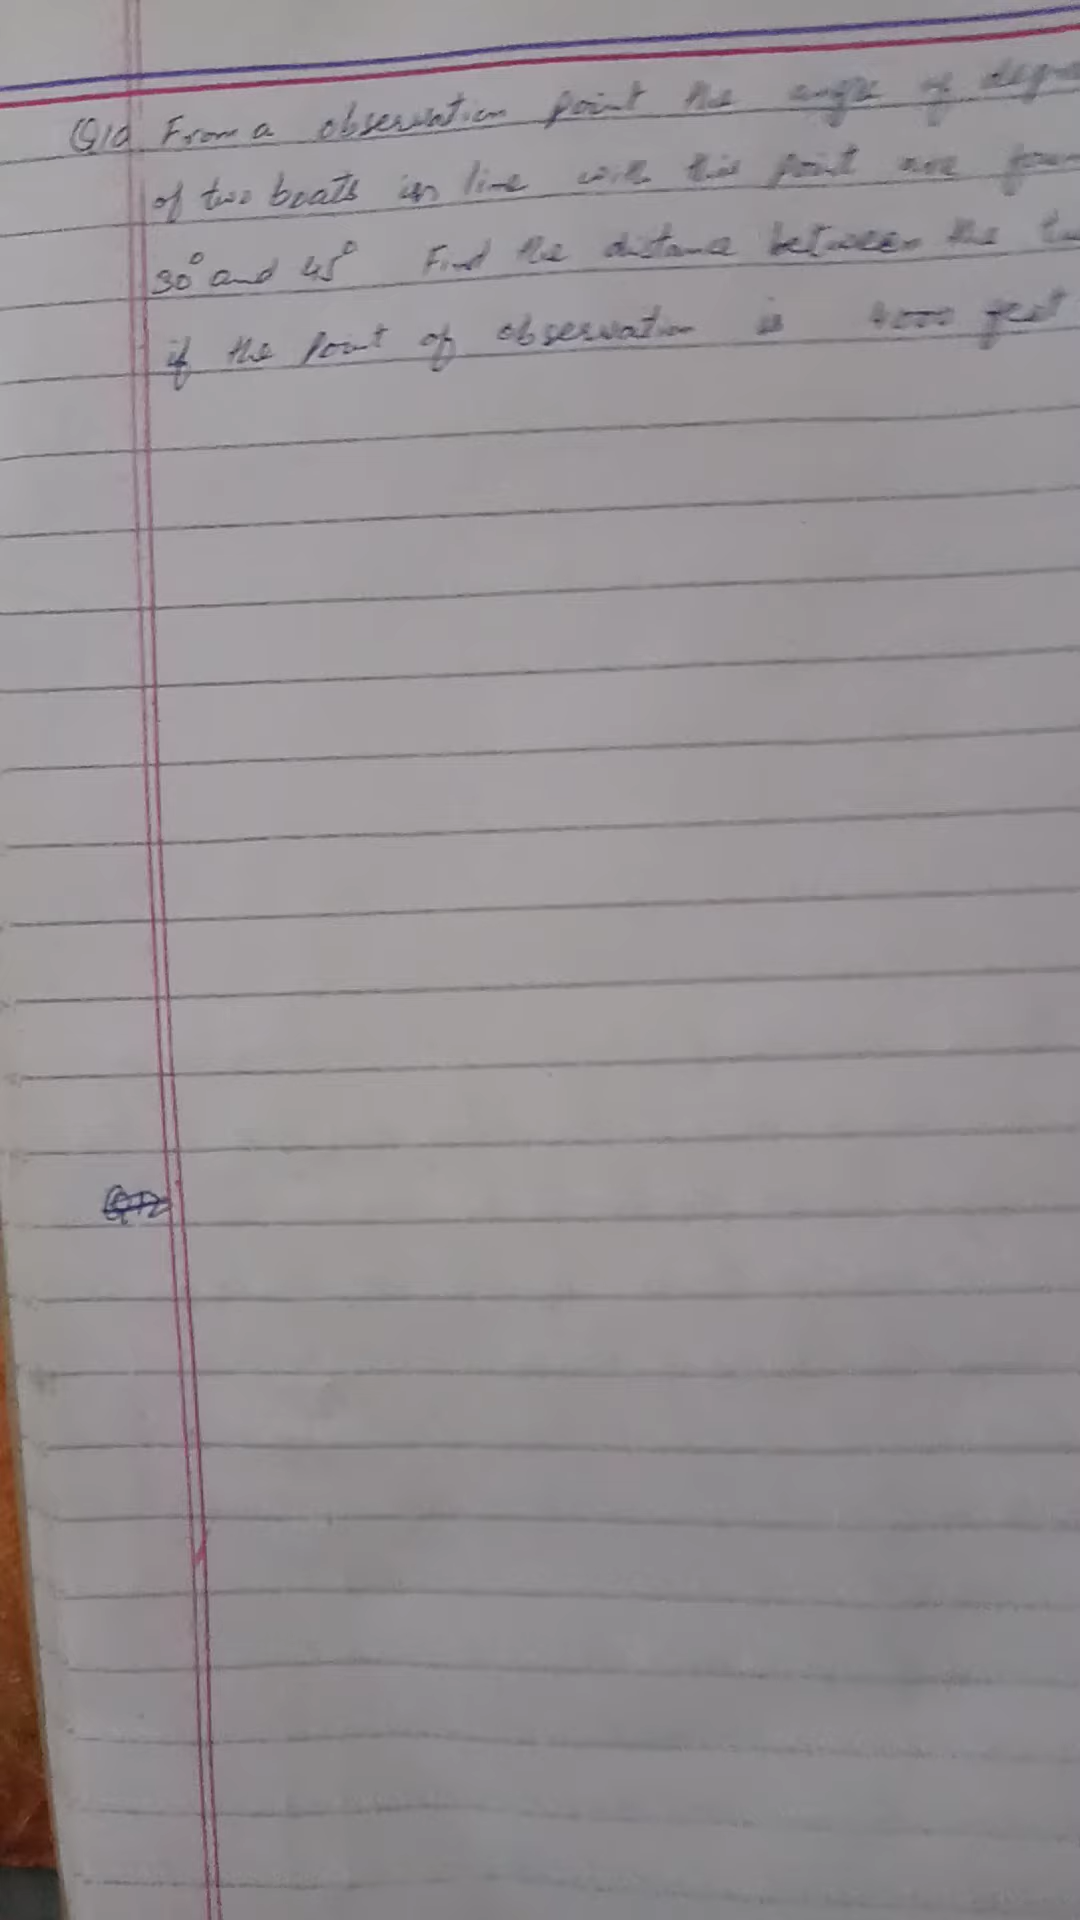 Q10 From a observation point the angle of
of two boats in line with this point are
30° and 45° Find the distance between the
if the point of observation is 4000 feet